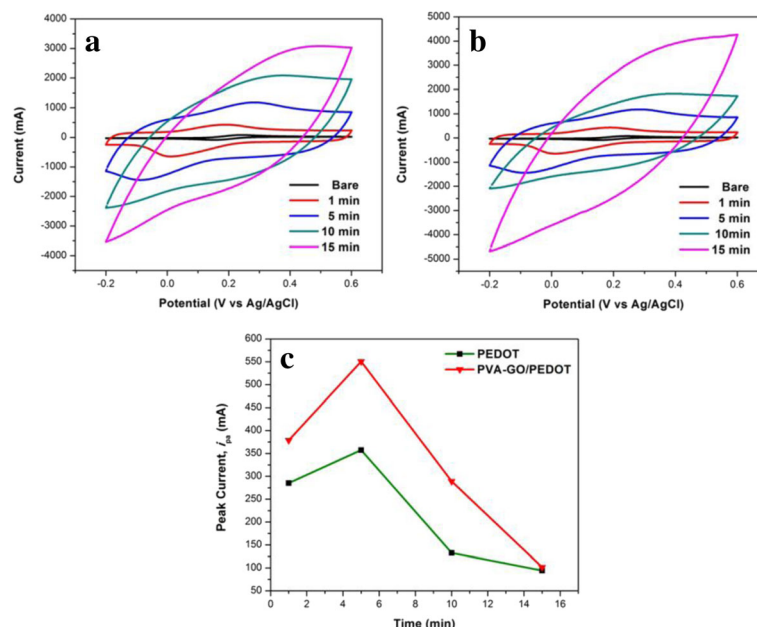 a
4000
3000
2000
1000
0
-1000
-2000
-3000
-4000
Current (mA)
Bare
1 min
5 min
10 min
15 min
-0.2 0.0 0.2 0.4 0.6
Potential (V vs Ag/AgCl)
b
5000
4000
3000
2000
1000
0
-1000
-2000
-3000
-4000
-5000
Current (mA)
Bare
1 min
5 min
10min
15 min
-0.2 0.0 0.2 0.4 0.6
Potential (V vs Ag/AgCl)
c
600
550
500
450
400
350
300
250
200
150
100
50
Peak Current, ipa (mA)
PEDOT
PVA-GO/PEDOT
0 2 4 6 8 10 12 14 16
Time (min)